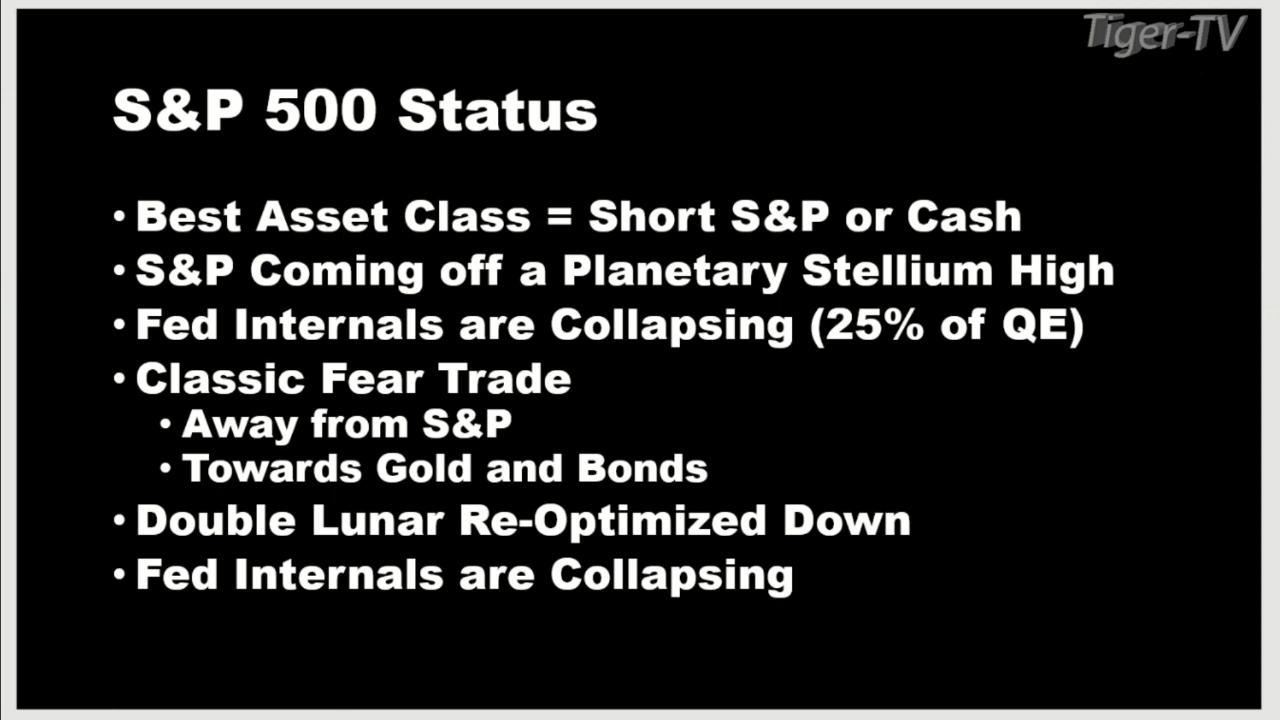 Tiger-TV
S&P 500 Status
• Best Asset Class = Short S&P or Cash
• S&P Coming off a Planetary Stellium High
• Fed Internals are Collapsing (25% of QE)
• Classic Fear Trade
• Away from S&P
• Towards Gold and Bonds
• Double Lunar Re-Optimized Down
• Fed Internals are Collapsing